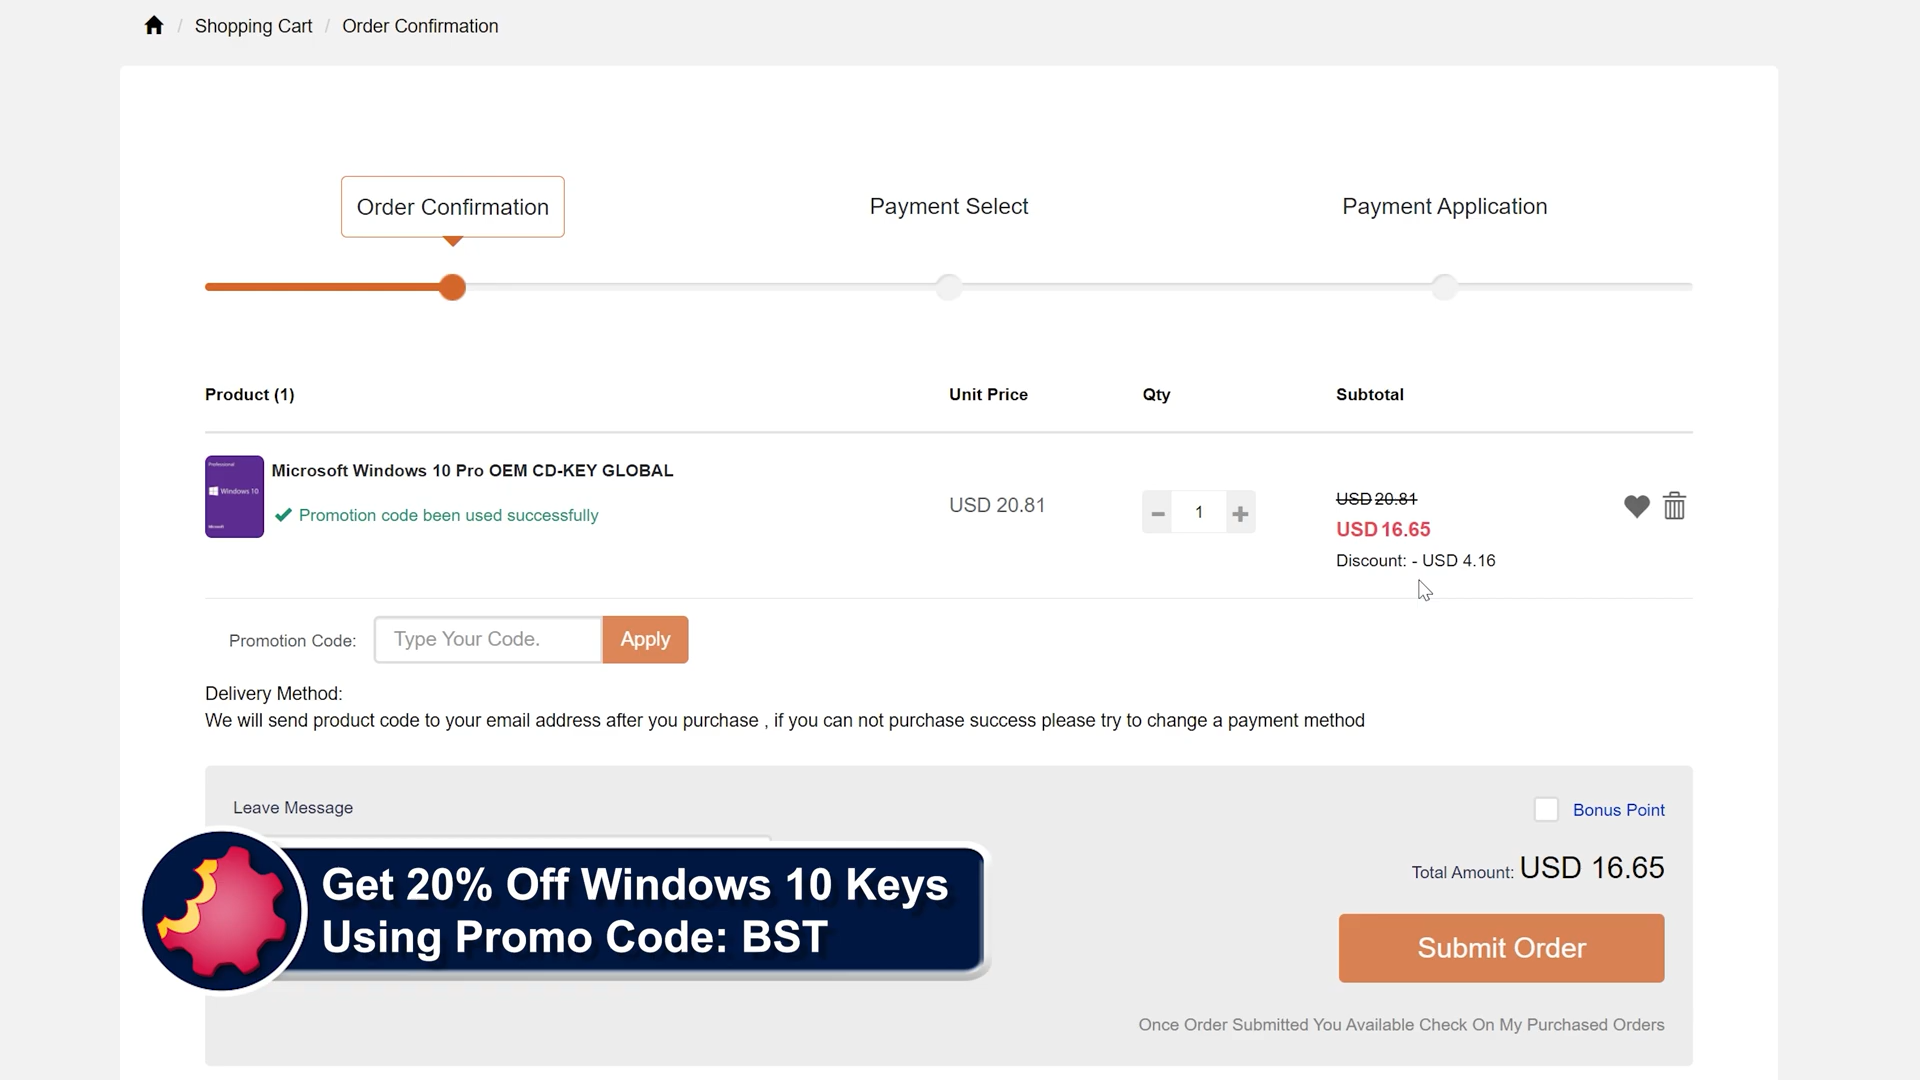 / Shopping Cart / Order Confirmation
Order Confirmation
Payment Select
Payment Application
Product (1)
Unit Price
Qty
Subtotal
Professional
Windows 10
Microsoft
Microsoft Windows 10 Pro OEM CD-KEY GLOBAL
Promotion code been used successfully
USD 20.81
1
USD 20.81
USD 16.65
Discount: - USD 4.16
Promotion Code:
Type Your Code.
Apply
Delivery Method:
We will send product code to your email address after you purchase , if you can not purchase success please try to change a payment method
Leave Message
Bonus Point
Total Amount: USD 16.65
Get 20% Off Windows 10 Keys
Using Promo Code: BST
Submit Order
Once Order Submitted You Available Check On My Purchased Orders